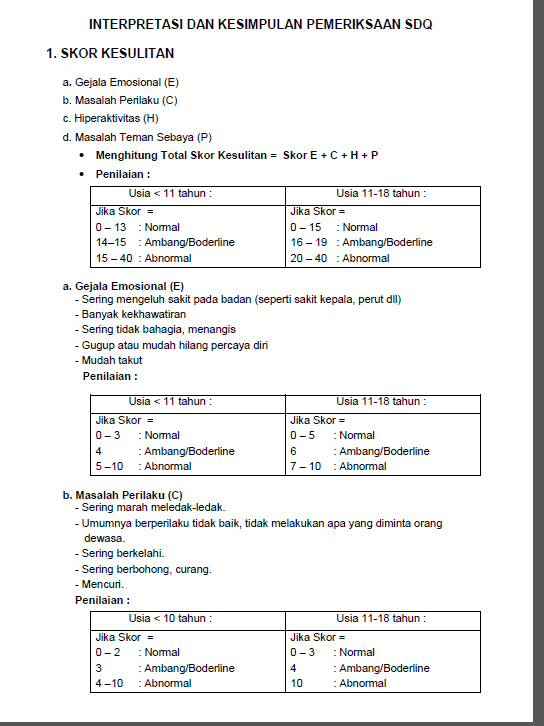 INTERPRETASI DAN KESIMPULAN PEMERIKSAAN SDQ
1. SKOR KESULITAN
a. Gejala Emosional (E)
b. Masalah Perilaku (C)
c. Hiperaktivitas (H)
d. Masalah Teman Sebaya (P)
• Menghitung Total Skor Kesulitan = Skor E + C + H + P
• Penilaian :
Usia < 11 tahun : Usia 11-18 tahun :
Jika Skor = Jika Skor =
0 – 13 : Normal 0 – 15 : Normal
14–15 : Ambang/Boderline 16 – 19 : Ambang/Boderline
15 – 40 : Abnormal 20 – 40 : Abnormal
a. Gejala Emosional (E)
- Sering mengeluh sakit pada badan (seperti sakit kepala, perut dll)
- Banyak kekhawatiran
- Sering tidak bahagia, menangis
- Gugup atau mudah hilang percaya diri
- Mudah takut
Penilaian :
Usia < 11 tahun : Usia 11-18 tahun :
Jika Skor = Jika Skor =
0 – 3 : Normal 0 – 5 : Normal
4 : Ambang/Boderline 6 : Ambang/Boderline
5 –10 : Abnormal 7 – 10 : Abnormal
b. Masalah Perilaku (C)
- Sering marah meledak-ledak.
- Umumnya berperilaku tidak baik, tidak melakukan apa yang diminta orang
dewasa.
- Sering berkelahi.
- Sering berbohong, curang.
- Mencuri.
Penilaian :
Usia < 10 tahun : Usia 11-18 tahun :
Jika Skor = Jika Skor =
0 – 2 : Normal 0 – 3 : Normal
3 : Ambang/Boderline 4 : Ambang/Boderline
4 –10 : Abnormal 10 : Abnormal